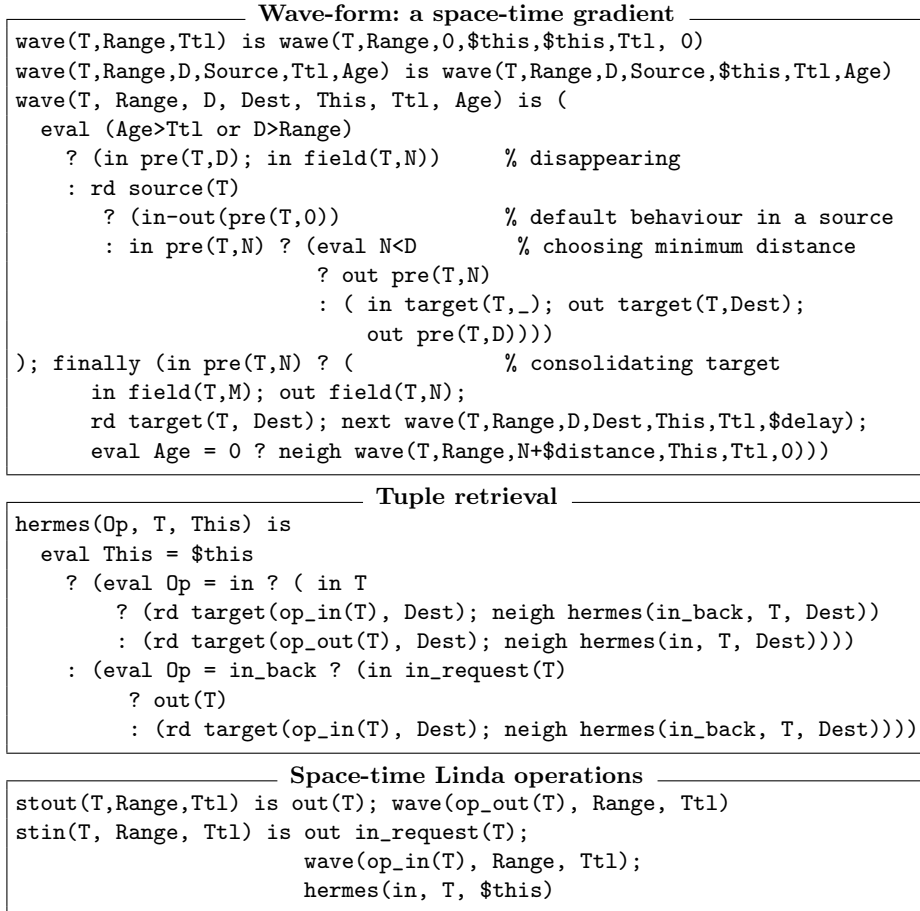 Wave-form: a space-time gradient
wave(T,Range,Ttl) is wawe(T,Range,0,$this,$this,Ttl, 0)
wave(T,Range,D,Source,Ttl,Age) is wave(T,Range,D,Source,$this,Ttl,Age)
wave(T, Range, D, Dest, This, Ttl, Age) is (
eval (Age>Ttl or D>Range)
? (in pre(T,D); in field(T,N)) % disappearing
: rd source(T)
? (in-out(pre(T,0)) % default behaviour in a source
: in pre(T,N) ? (eval N<D % choosing minimum distance
? out pre(T,N)
: ( in target(T,_); out target(T,Dest);
out pre(T,D))))
); finally (in pre(T,N) ? ( % consolidating target
in field(T,M); out field(T,N);
rd target(T, Dest); next wave(T,Range,D,Dest,This,Ttl,$delay);
eval Age = 0 ? neigh wave(T,Range,N+$distance,This,Ttl,0)))
Tuple retrieval
hermes(Op, T, This) is
eval This = $this
? (eval Op = in ? ( in T
? (rd target(op_in(T), Dest); neigh hermes(in_back, T, Dest))
: (rd target(op_out(T), Dest); neigh hermes(in, T, Dest))))
: (eval Op = in_back ? (in in_request(T)
? out(T)
: (rd target(op_in(T), Dest); neigh hermes(in_back, T, Dest))))
Space-time Linda operations
stout(T,Range,Ttl) is out(T); wave(op_out(T), Range, Ttl)
stin(T, Range, Ttl) is out in_request(T);
wave(op_in(T), Range, Ttl);
hermes(in, T, $this)